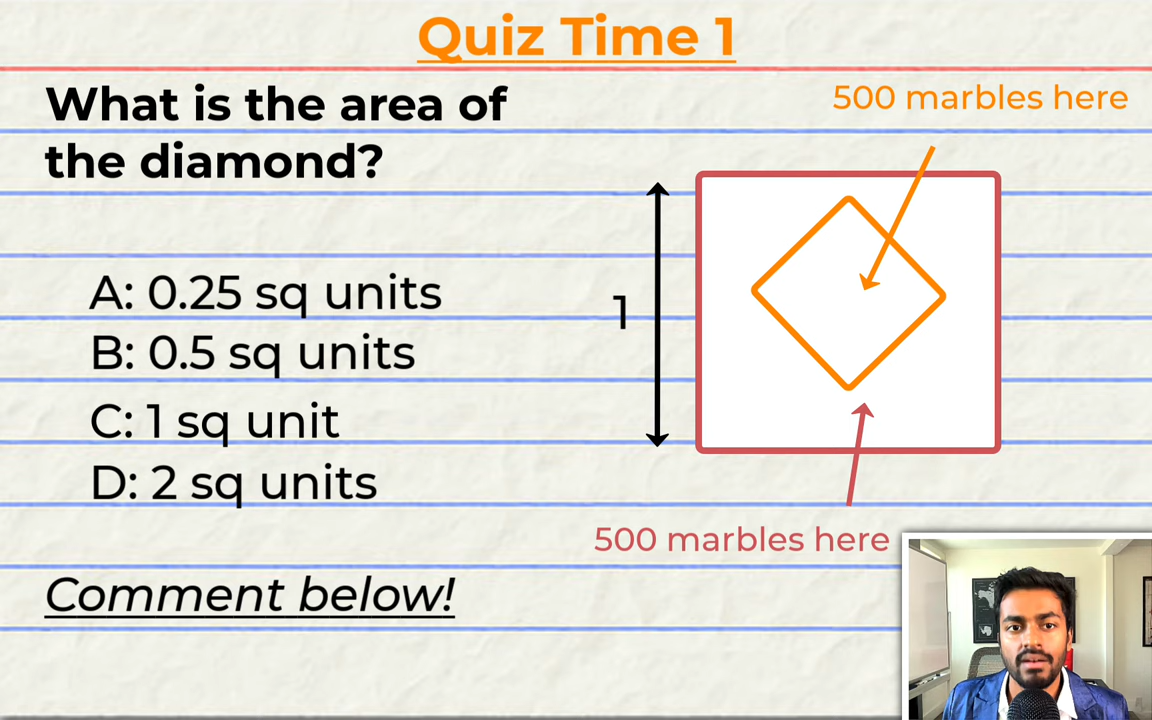 Quiz Time 1
What is the area of
the diamond?
500 marbles here
A: 0.25 sq units
B: 0.5 sq units
C: 1 sq unit
D: 2 sq units
1
500 marbles here
Comment below!